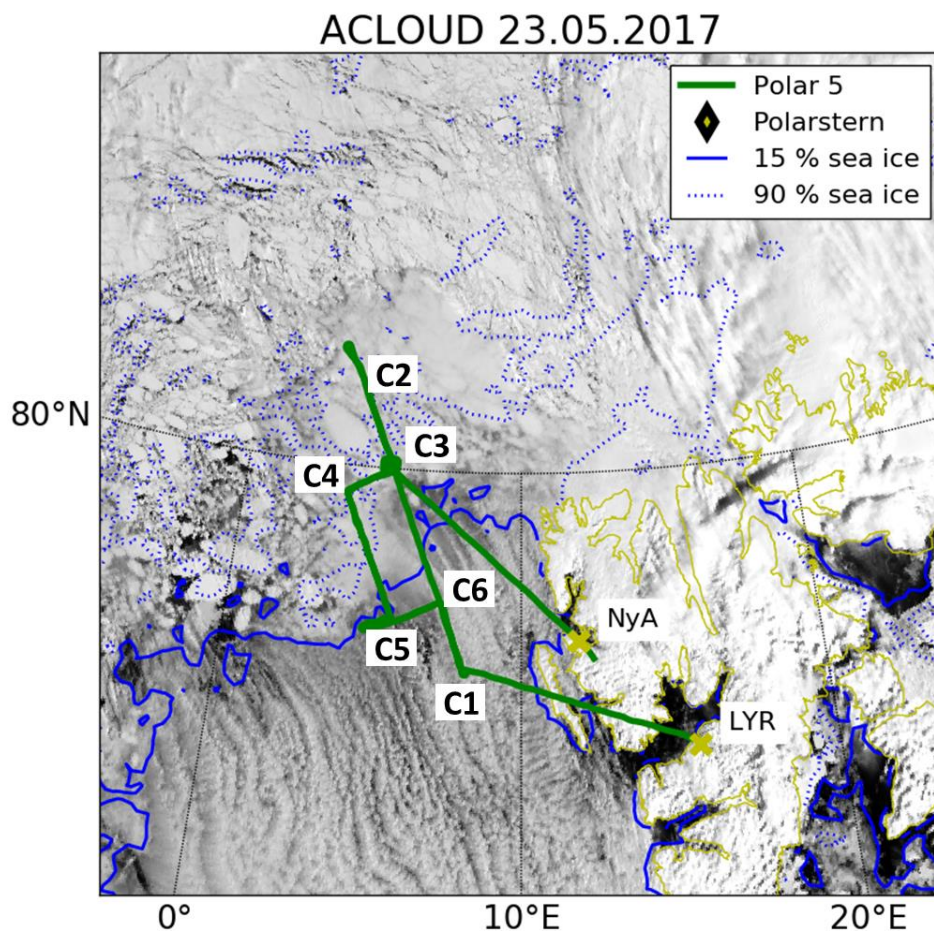 ACLOUD 23.05.2017
Polar 5
Polarstern
15 % sea ice
90 % sea ice
C2
80°N
C3
C4
C6
NyA
C5
C1
LYR
0°
10°E
20°E